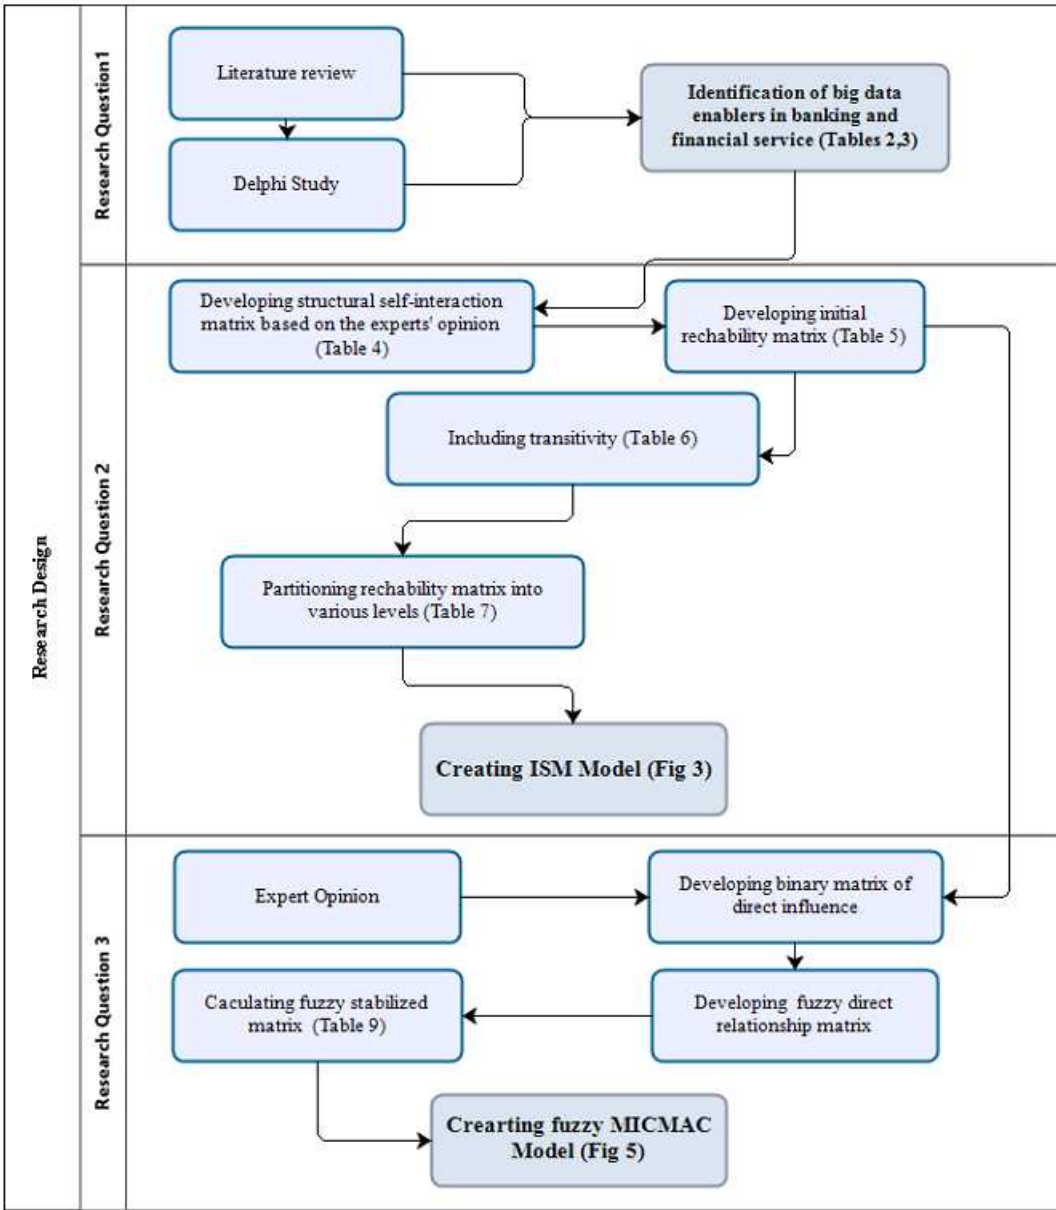 Research Design
Research Question 1
Literature review
Delphi Study
Identification of big data
enablers in banking and
financial service (Tables 2,3)
Research Question 2
Developing structural self-interaction
matrix based on the experts' opinion
(Table 4)
Developing initial
rechability matrix (Table 5)
Including transitivity (Table 6)
Partitioning rechability matrix into
various levels (Table 7)
Creating ISM Model (Fig 3)
Research Question 3
Expert Opinion
Developing binary matrix of
direct influence
Caculating fuzzy stabilized
matrix (Table 9)
Developing fuzzy direct
relationship matrix
Crearting fuzzy MICMAC
Model (Fig 5)